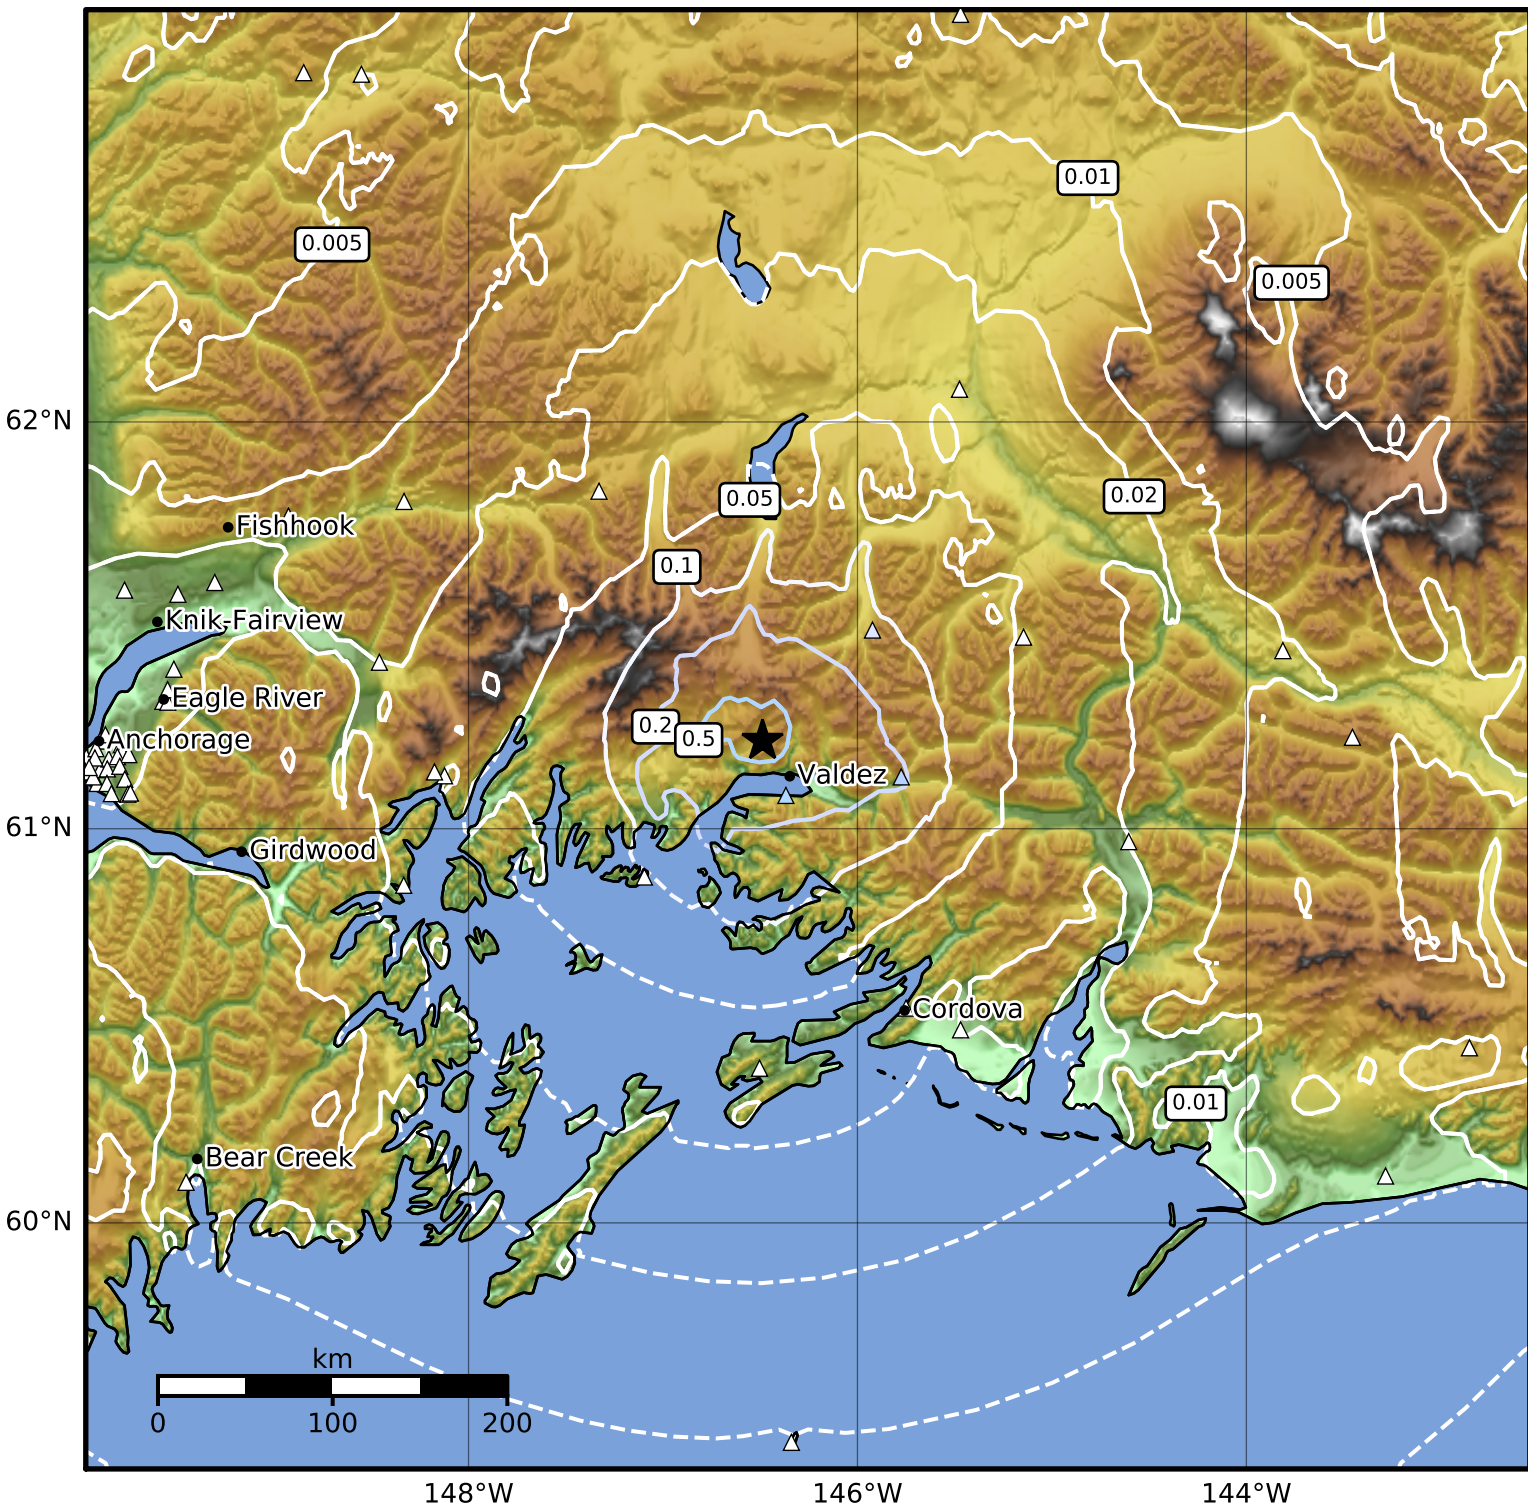 0.01
0.005
0.005
62°N
0.05
0.02
Fishhook
0.1
Knik-Fairview
Eagle River
0.2
0.5
Anchorage
Valdez
61°N
Girdwood
Cordova
0.01
Bear Creek
60°N
km
0 100 200
148°W 146°W 144°W